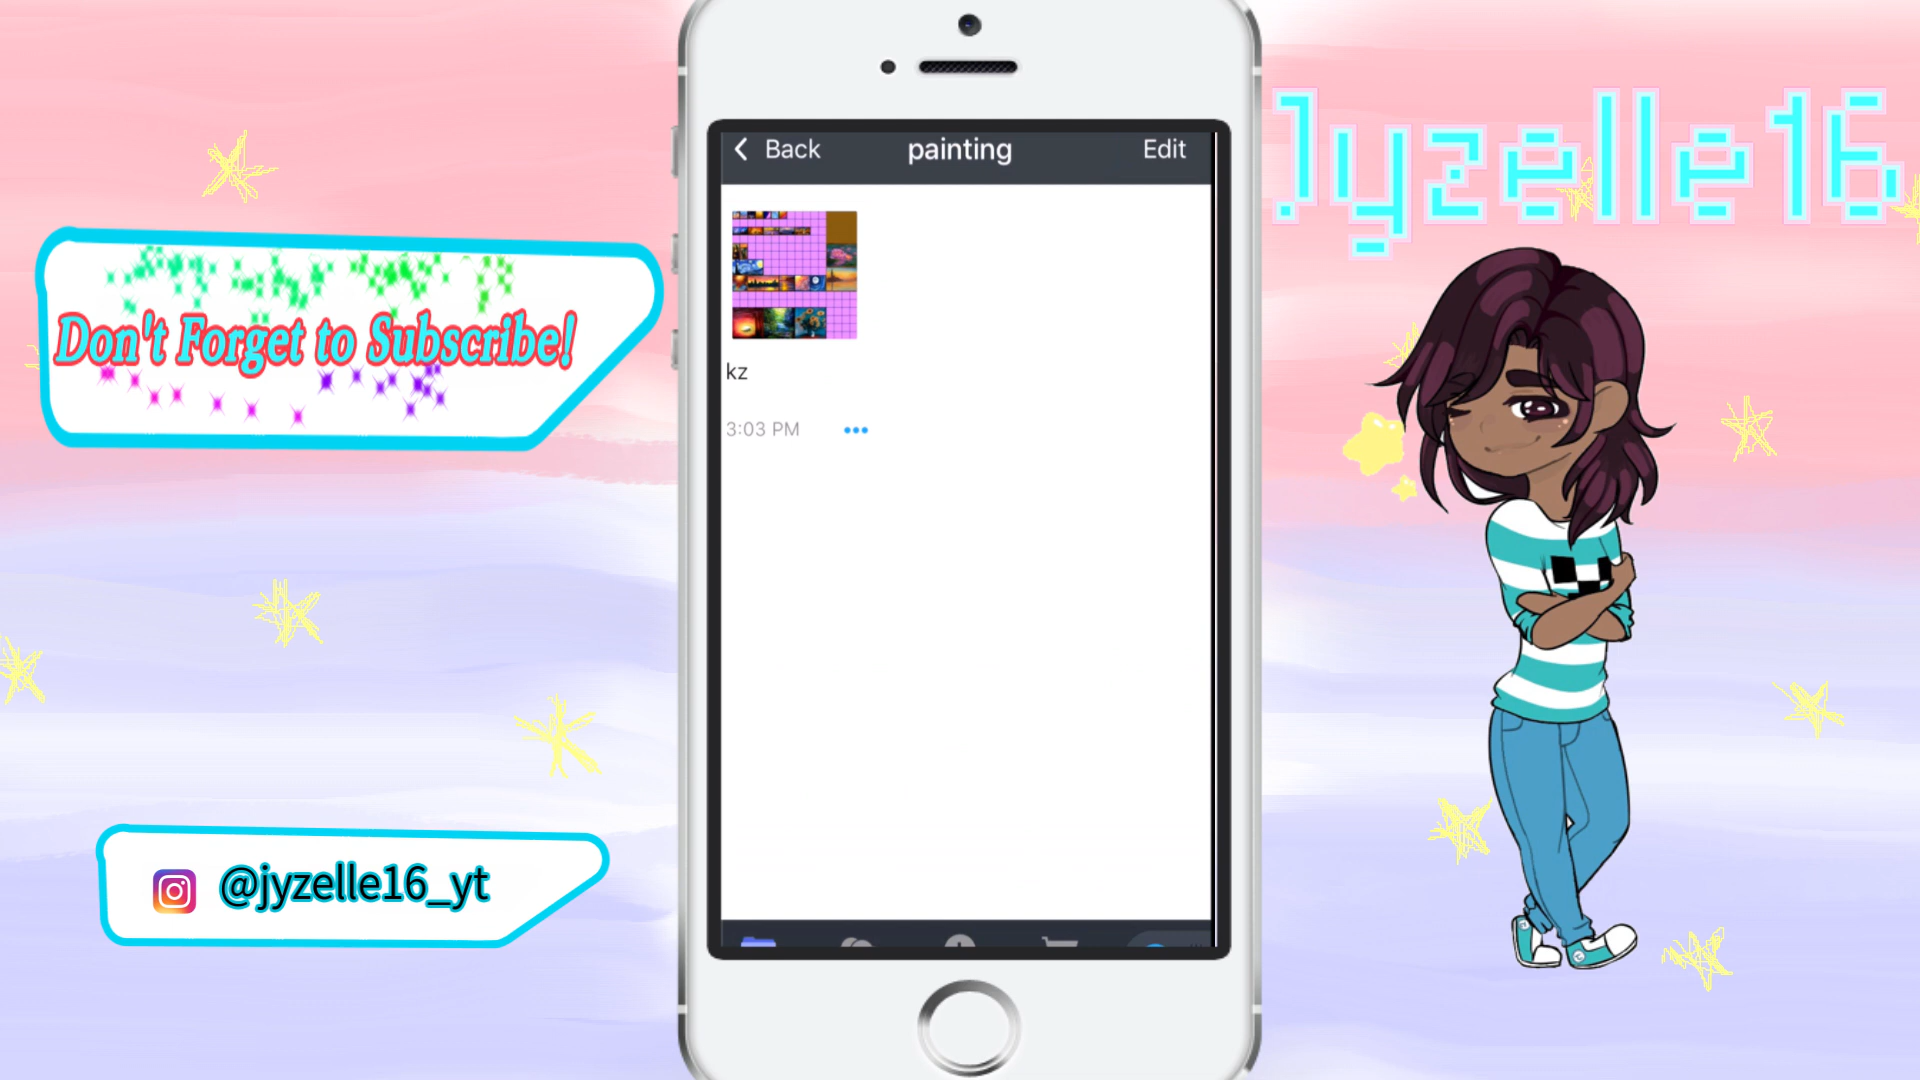 Jyzelle16
Back
painting
Edit
Don't Forget to Subscribe!
kz
3:03 PM
@jyzelle16_yt